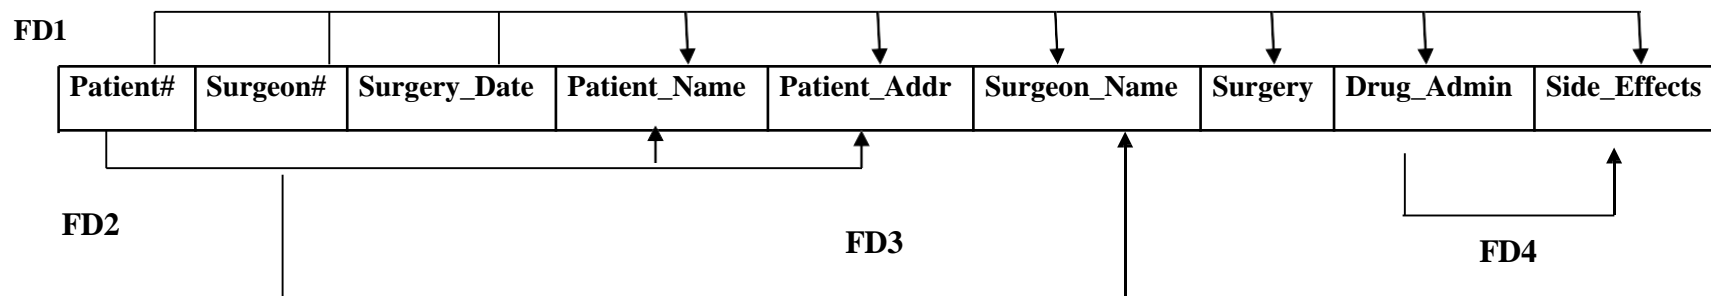 FD1
Patient# Surgeon# Surgery_Date Patient_Name Patient_Addr Surgeon_Name Surgery Drug_Admin Side_Effects
FD2 FD3 FD4